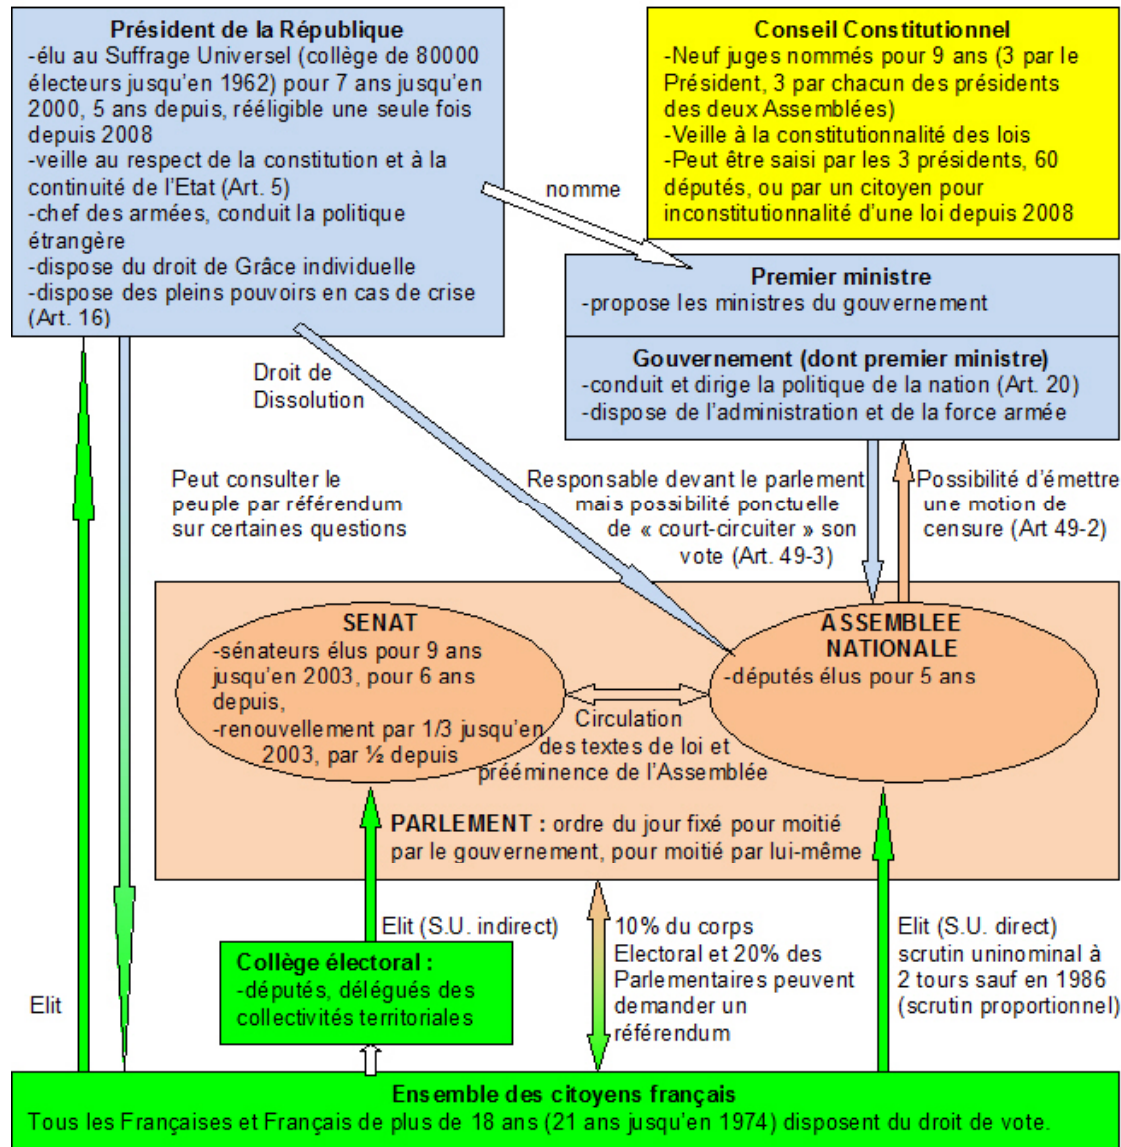 Président de la République
-élu au Suffrage Universel (collège de 80000
électeurs jusqu'en 1962) pour 7 ans jusqu'en
2000, 5 ans depuis, rééligible une seule fois
depuis 2008
-veille au respect de la constitution et à la
continuité de l'Etat (Art. 5)
-chef des armées, conduit la politique
étrangère
-dispose du droit de Grâce individuelle
-dispose des pleins pouvoirs en cas de crise
(Art. 16)
nomme
Conseil Constitutionnel
-Neuf juges nommés pour 9 ans (3 par le
Président, 3 par chacun des présidents
des deux Assemblées)
-Veille à la constitutionnalité des lois
-Peut être saisi par les 3 présidents, 60
députés, ou par un citoyen pour
inconstitutionnalité d'une loi depuis 2008
Premier ministre
-propose les ministres du gouvernement
Gouvernement (dont premier ministre)
-conduit et dirige la politique de la nation (Art. 20)
-dispose de l'administration et de la force armée
Droit de
Dissolution
Peut consulter le
peuple par référendum
sur certaines questions
Responsable devant le parlement
mais possibilité ponctuelle
de « court-circuiter » son
vote (Art. 49-3)
Possibilité d'émettre
une motion de
censure (Art 49-2)
SENAT
-sénateurs élus pour 9 ans
jusqu'en 2003, pour 6 ans
depuis,
-renouvellement par 1/3 jusqu'en
2003, par ½ depuis
Circulation
des textes de loi et
prééminence de l'Assemblée
ASSEMBLEE
NATIONALE
-députés élus pour 5 ans
PARLEMENT : ordre du jour fixé pour moitié
par le gouvernement, pour moitié par lui-même
Elit
Elit (S.U. indirect)
Collège électoral :
-députés, délégués des
collectivités territoriales
10% du corps
Electoral et 20% des
Parlementaires peuvent
demander un
référendum
Elit (S.U. direct)
scrutin uninominal à
2 tours sauf en 1986
(scrutin proportionnel)
Ensemble des citoyens français
Tous les Françaises et Français de plus de 18 ans (21 ans jusqu'en 1974) disposent du droit de vote.